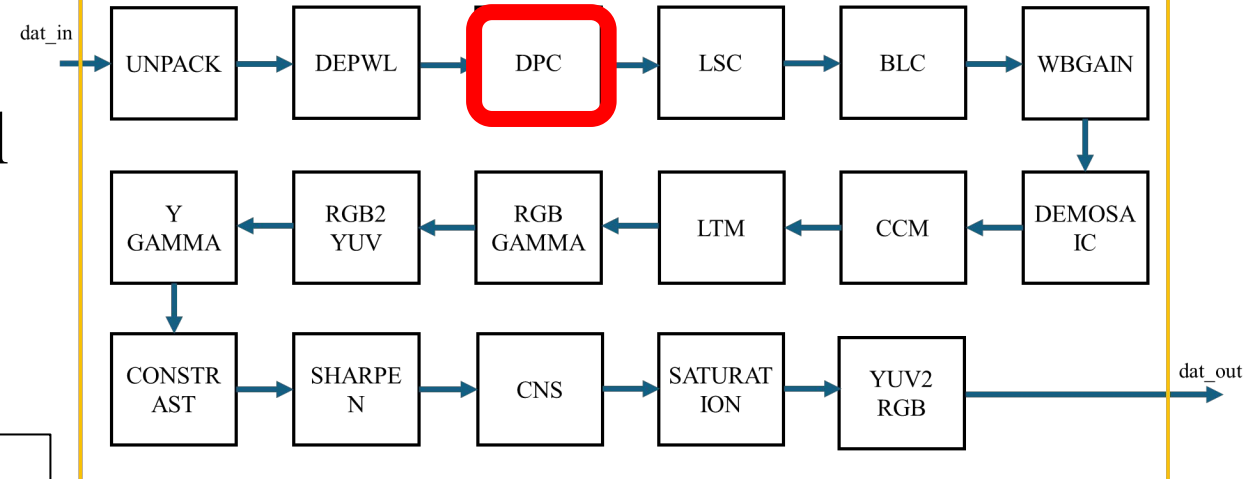 dat_in
UNPACK
DEPWL
DPC
LSC
BLC
WBGAIN
Y
GAMMA
RGB2
YUV
RGB
GAMMA
LTM
CCM
DEMOSA
IC
CONSTR
AST
SHARPE
N
CNS
SATURAT
ION
YUV2
RGB
dat_out